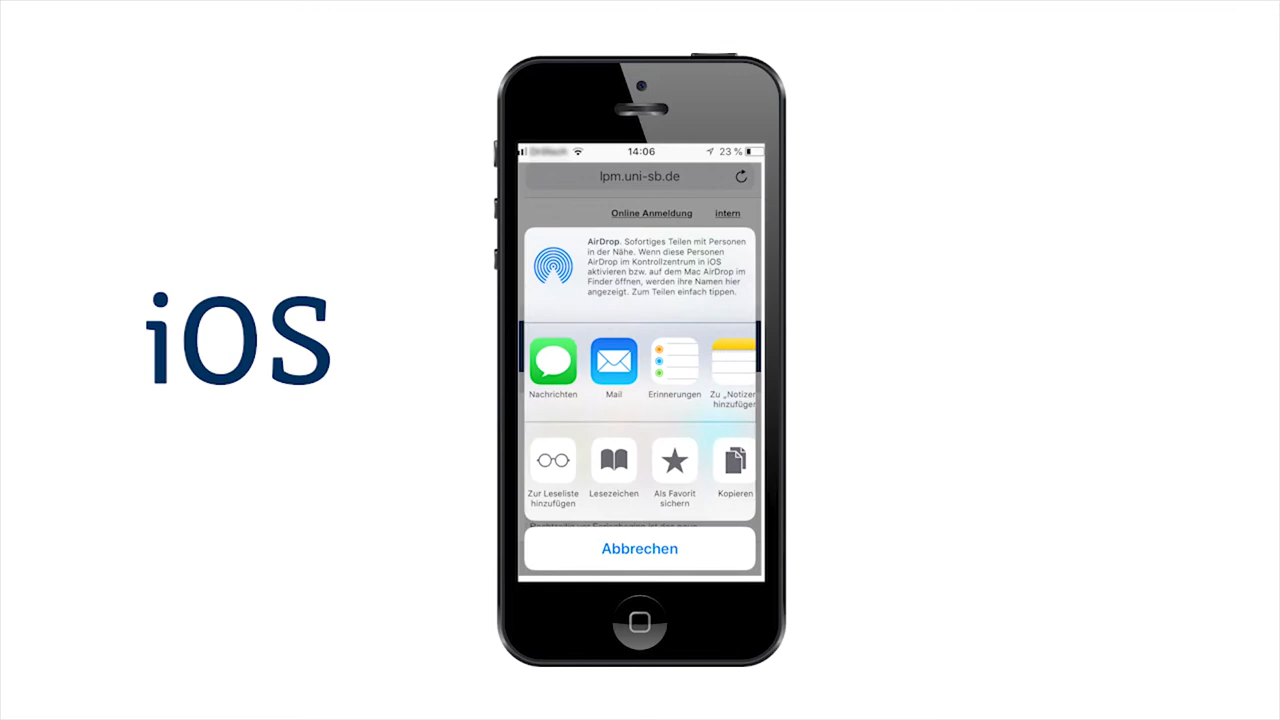 iOS
14:06
23 %
lpm.uni-sb.de
Online Anmeldung intern
AirDrop. Sofortiges Teilen mit Personen
in der Nähe. Wenn diese Personen
AirDrop im Kontrollzentrum in iOS
aktivieren bzw. auf dem Mac AirDrop im
Finder öffnen, werden ihre Namen hier
angezeigt. Zum Teilen einfach tippen.
Nachrichten
Mail
Erinnerungen
Zu „Notizen
hinzufügen
Zur Leseliste
hinzufügen
Lesezeichen
Als Favorit
sichern
Kopieren
Abbrechen